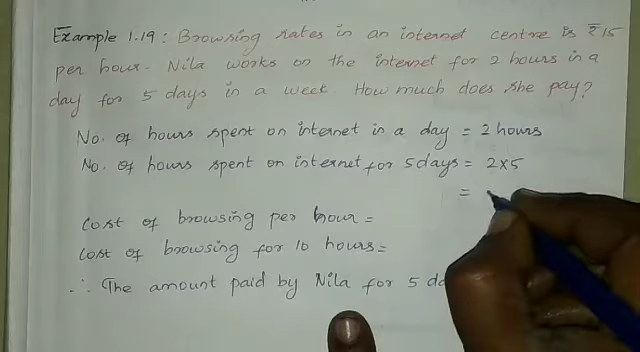 Example 1.19: Browsing rates in an internet centre is ₹15
per hour. Nila works on the internet for 2 hours in a
day for 5 days in a week. How much does she pay?
No. of hours spent on internet in a day = 2 hours
No. of hours spent on internet for 5 days = 2×5
=
Cost of browsing per hour =
Cost of browsing for 10 hours =
∴ The amount paid by Nila for 5